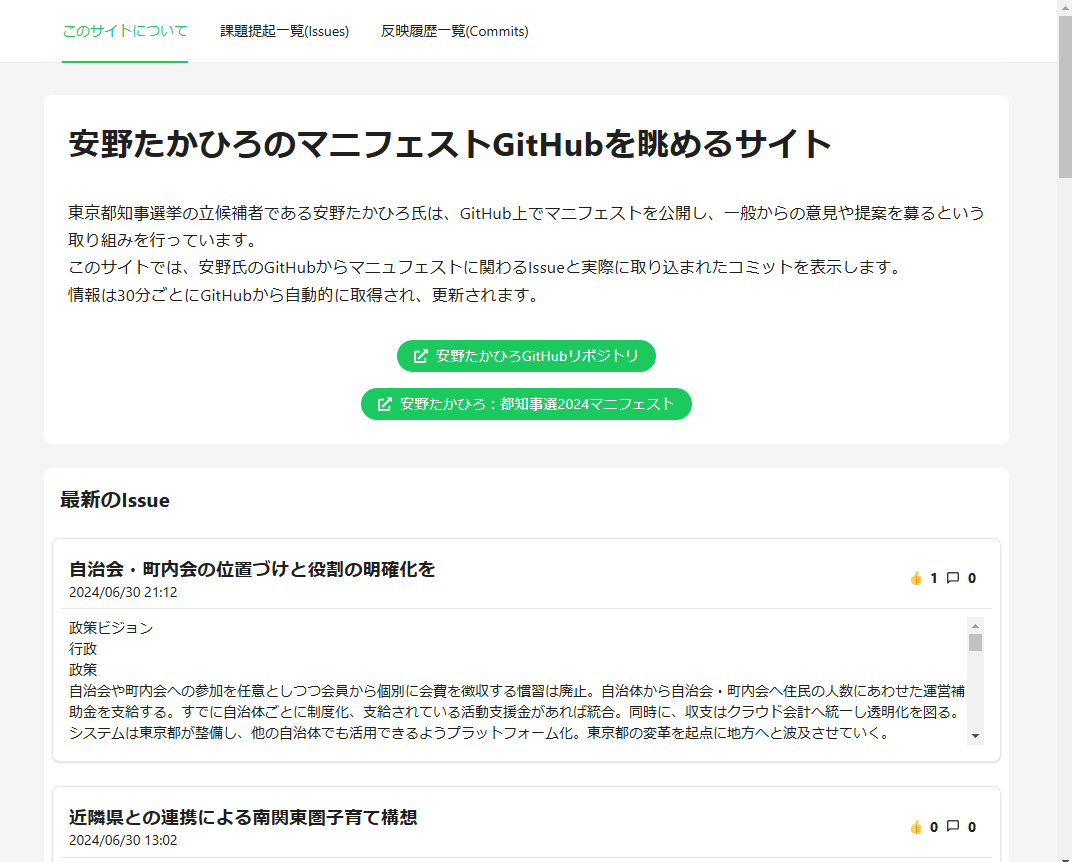 このサイトについて 課題提起一覧(Issues) 反映履歴一覧(Commits)
安野たかひろのマニフェストGitHubを眺めるサイト
東京都知事選挙の立候補者である安野たかひろ氏は、GitHub上でマニフェストを公開し、一般からの意見や提案を募るという
取り組みを行っています。
このサイトでは、安野氏のGitHubからマニュフェストに関わるIssueと実際に取り込まれたコミットを表示します。
情報は30分ごとにGitHubから自動的に取得され、更新されます。
安野たかひろGitHubリポジトリ
安野たかひろ：都知事選2024マニフェスト
最新のIssue
自治会・町内会の位置づけと役割の明確化を
2024/06/30 21:12
👍 1 0
政策ビジョン
行政
政策
自治会や町内会への参加を任意としつつ会員から個別に会費を徴収する慣習は廃止。自治体から自治会・町内会へ住民の人数にあわせた運営補
助金を支給する。すでに自治体ごとに制度化、支給されている活動支援金があれば統合。同時に、収支はクラウド会計へ統一し透明化を図る。
システムは東京都が整備し、他の自治体でも活用できるようプラットフォーム化。東京都の変革を起点に地方へと波及させていく。
近隣県との連携による南関東圏子育て構想
2024/06/30 13:02
👍 0 0